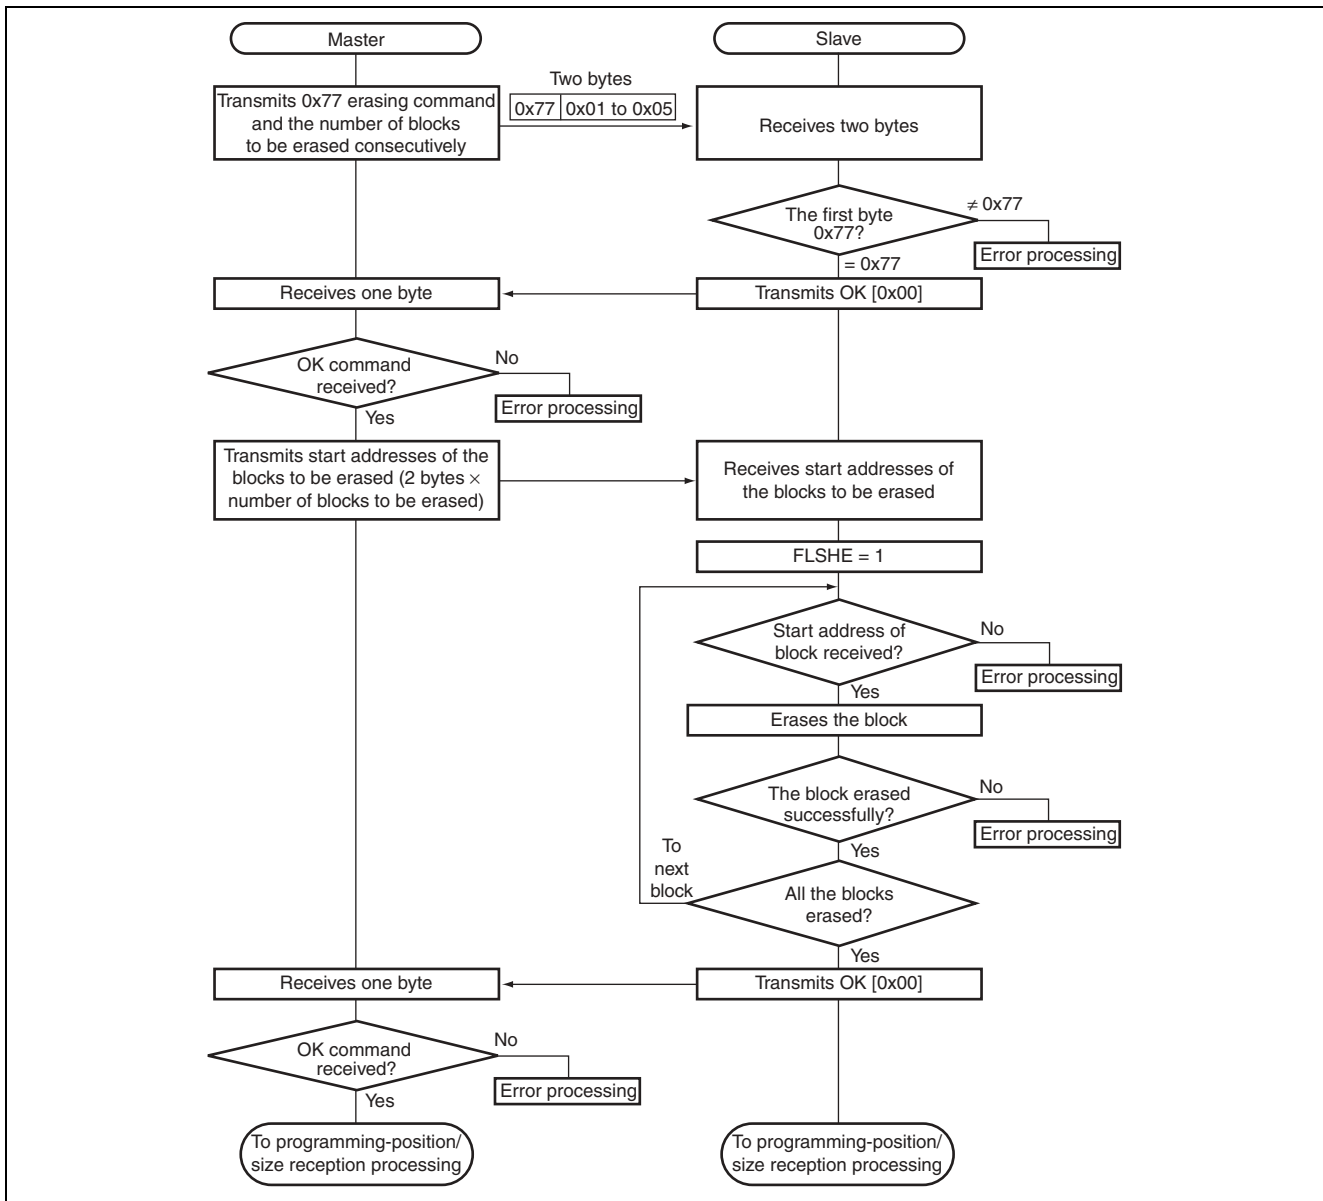 Master
Slave
Two bytes
Transmits 0x77 erasing command
and the number of blocks
to be erased consecutively
0x77 0x01 to 0x05
Receives two bytes
The first byte
0x77?
≠ 0x77
Error processing
= 0x77
Receives one byte
Transmits OK [0x00]
OK command
received?
No
Error processing
Yes
Transmits start addresses of the
blocks to be erased (2 bytes ×
number of blocks to be erased)
Receives start addresses of
the blocks to be erased
FLSHE = 1
Start address of
block received?
No
Error processing
Yes
Erases the block
The block erased
successfully?
No
Error processing
Yes
To
next
block
All the blocks
erased?
Yes
Receives one byte
Transmits OK [0x00]
OK command
received?
No
Error processing
Yes
To programming-position/
size reception processing
To programming-position/
size reception processing